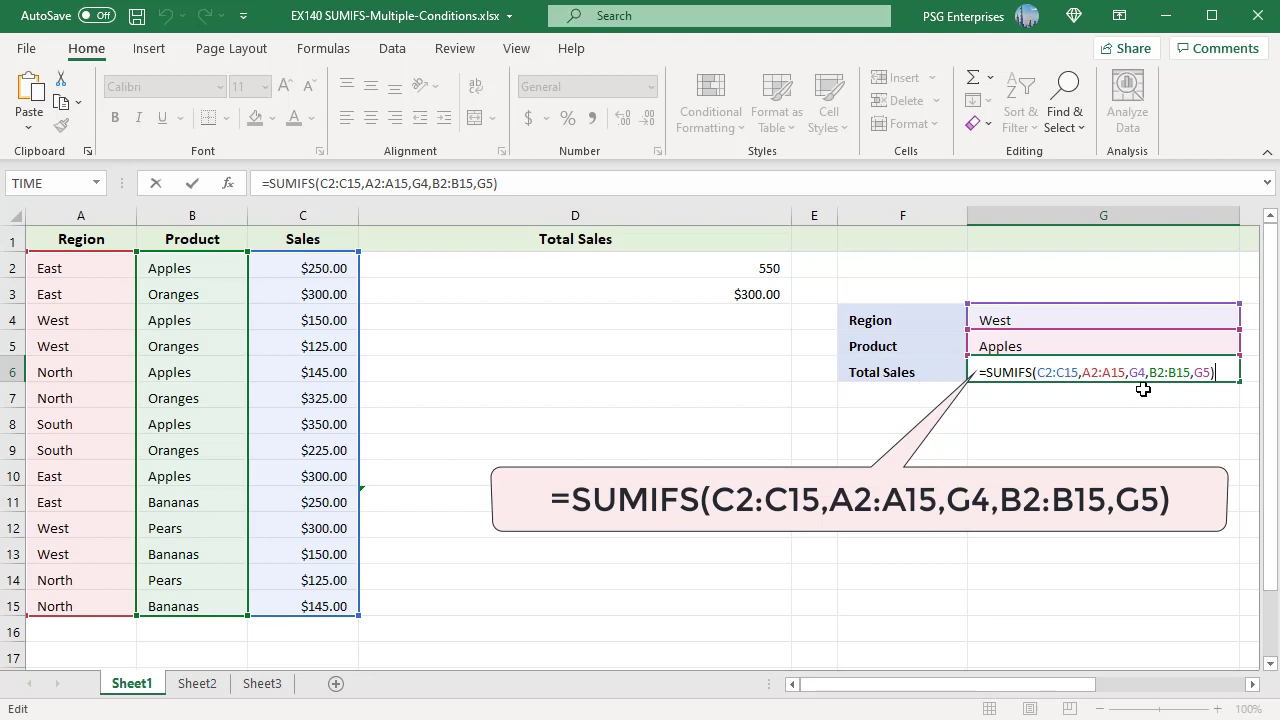 AutoSave Off EX140 SUMIFS-Multiple-Conditions.xlsx Search PSG Enterprises
File Home Insert Page Layout Formulas Data Review View Help Share Comments
Paste Calibri 11 General Conditional Formatting Format as Table Cell Styles Insert Delete Format Sort & Filter Find & Select Analyze Data
Clipboard Font Alignment Number Styles Cells Editing Analysis
TIME =SUMIFS(C2:C15,A2:A15,G4,B2:B15,G5)
A B C D E F G
1 Region Product Sales Total Sales
2 East Apples $250.00 550
3 East Oranges $300.00 $300.00
4 West Apples $150.00 Region West
5 West Oranges $125.00 Product Apples
6 North Apples $145.00 Total Sales =SUMIFS(C2:C15,A2:A15,G4,B2:B15,G5)
7 North Oranges $325.00
8 South Apples $350.00
9 South Oranges $225.00
10 East Apples $300.00
11 East Bananas $250.00
=SUMIFS(C2:C15,A2:A15,G4,B2:B15,G5)
12 West Pears $300.00
13 West Bananas $150.00
14 North Pears $125.00
15 North Bananas $145.00
16
17
Sheet1 Sheet2 Sheet3
Edit 100%